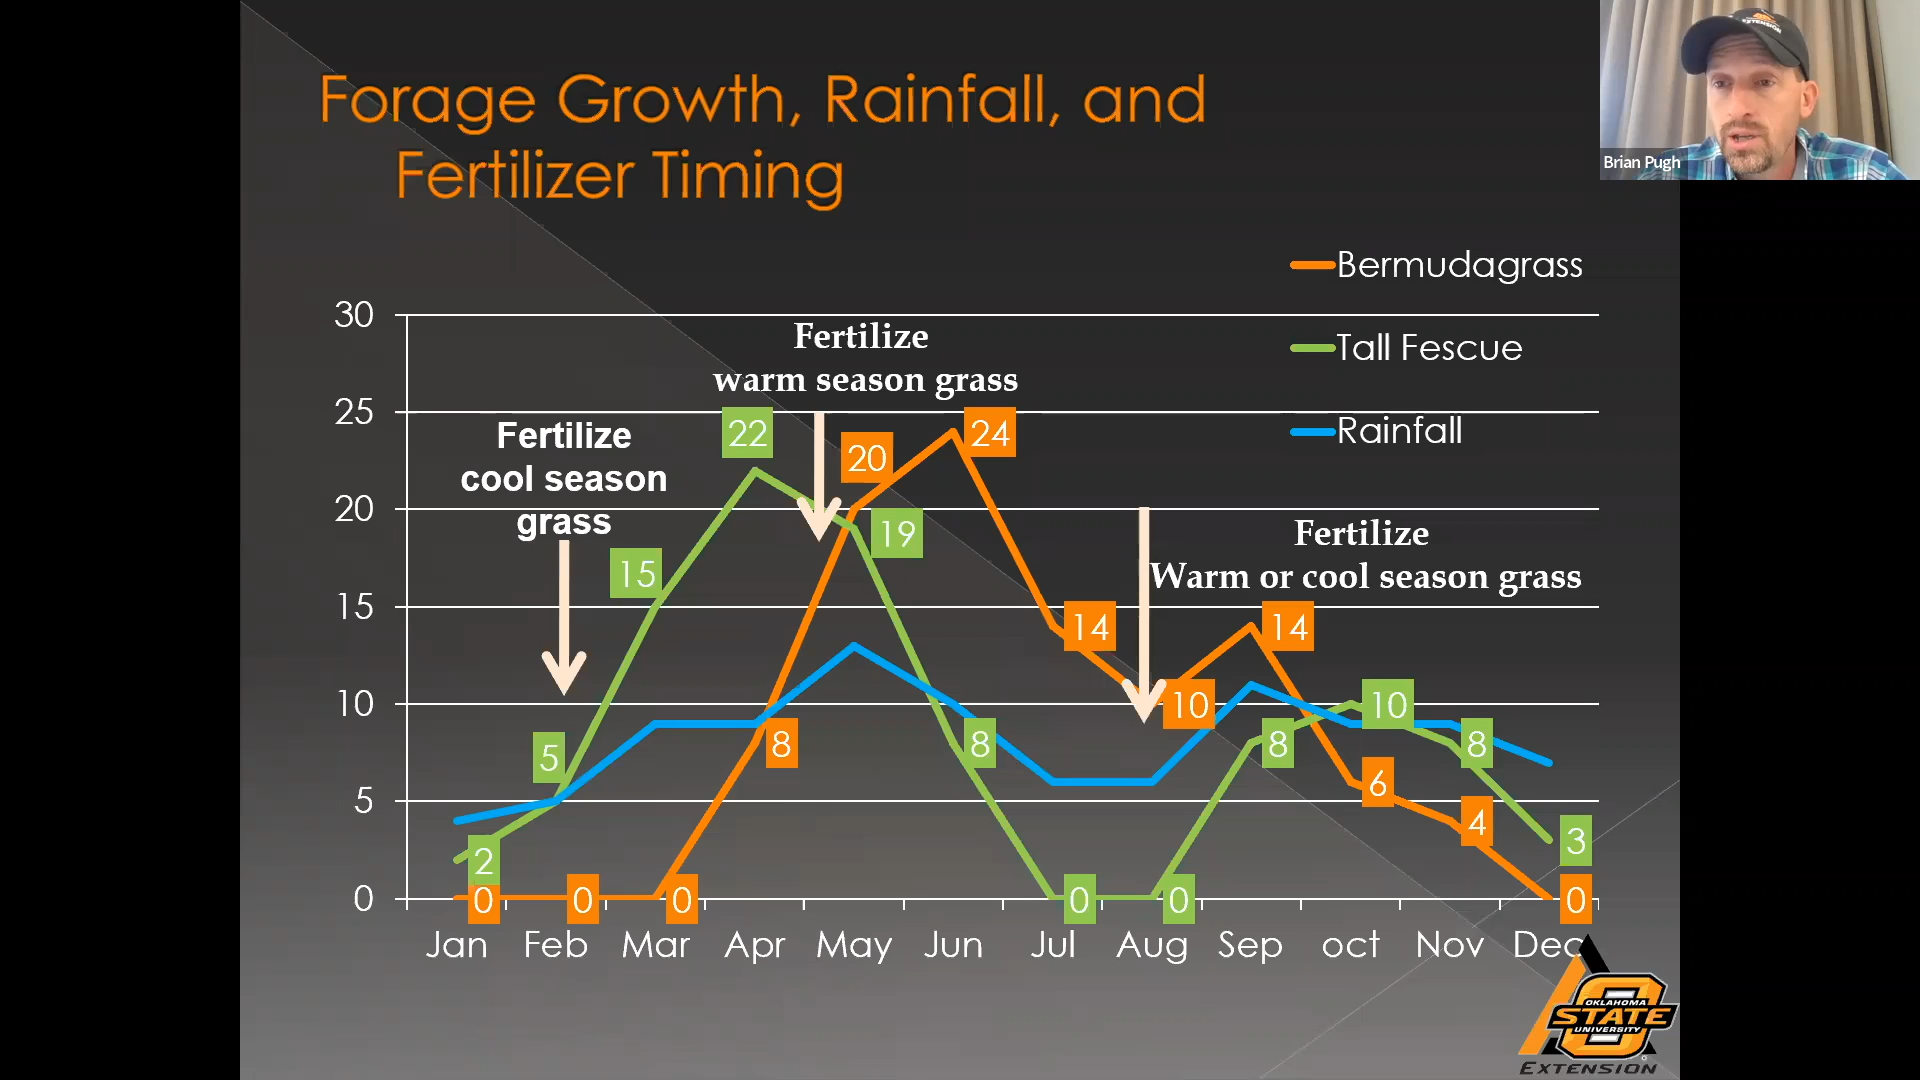 Forage Growth, Rainfall, and
Fertilizer Timing
Brian Pugh
EXTENSION
Bermudagrass
Tall Fescue
Rainfall
Fertilize
warm season grass
Fertilize
cool season
grass
Fertilize
Warm or cool season grass
30
25
20
15
10
5
0
22
20
24
19
15
14
14
10
10
8
5
8
8
8
6
4
2
3
0
0
0
0
0
0
Jan Feb Mar Apr May Jun Jul Aug Sep oct Nov Dec
OKLAHOMA
STATE
UNIVERSITY
EXTENSION